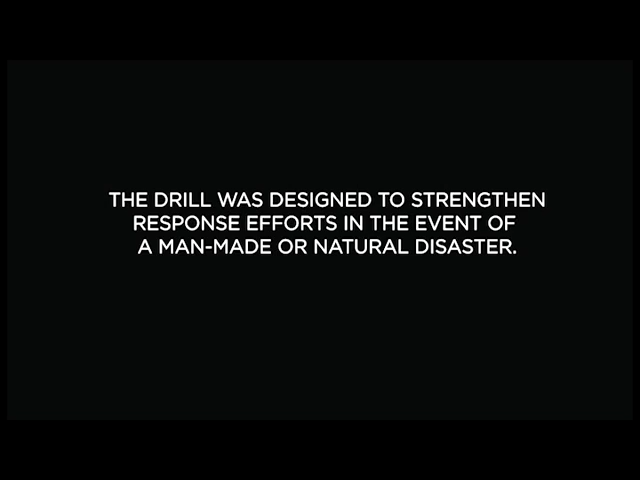 THE DRILL WAS DESIGNED TO STRENGTHEN
RESPONSE EFFORTS IN THE EVENT OF
A MAN-MADE OR NATURAL DISASTER.